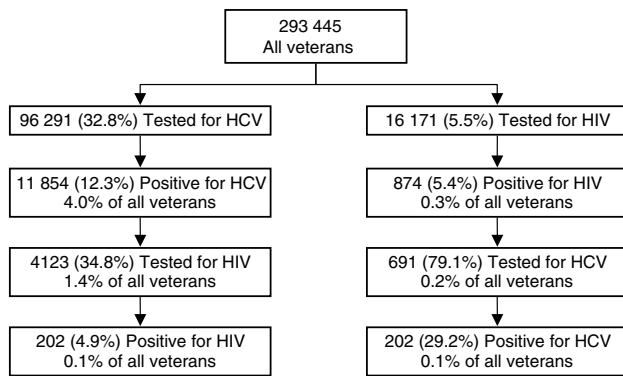 293 445
All veterans
96 291 (32.8%) Tested for HCV
16 171 (5.5%) Tested for HIV
11 854 (12.3%) Positive for HCV
4.0% of all veterans
874 (5.4%) Positive for HIV
0.3% of all veterans
4123 (34.8%) Tested for HIV
1.4% of all veterans
691 (79.1%) Tested for HCV
0.2% of all veterans
202 (4.9%) Positive for HIV
0.1% of all veterans
202 (29.2%) Positive for HCV
0.1% of all veterans